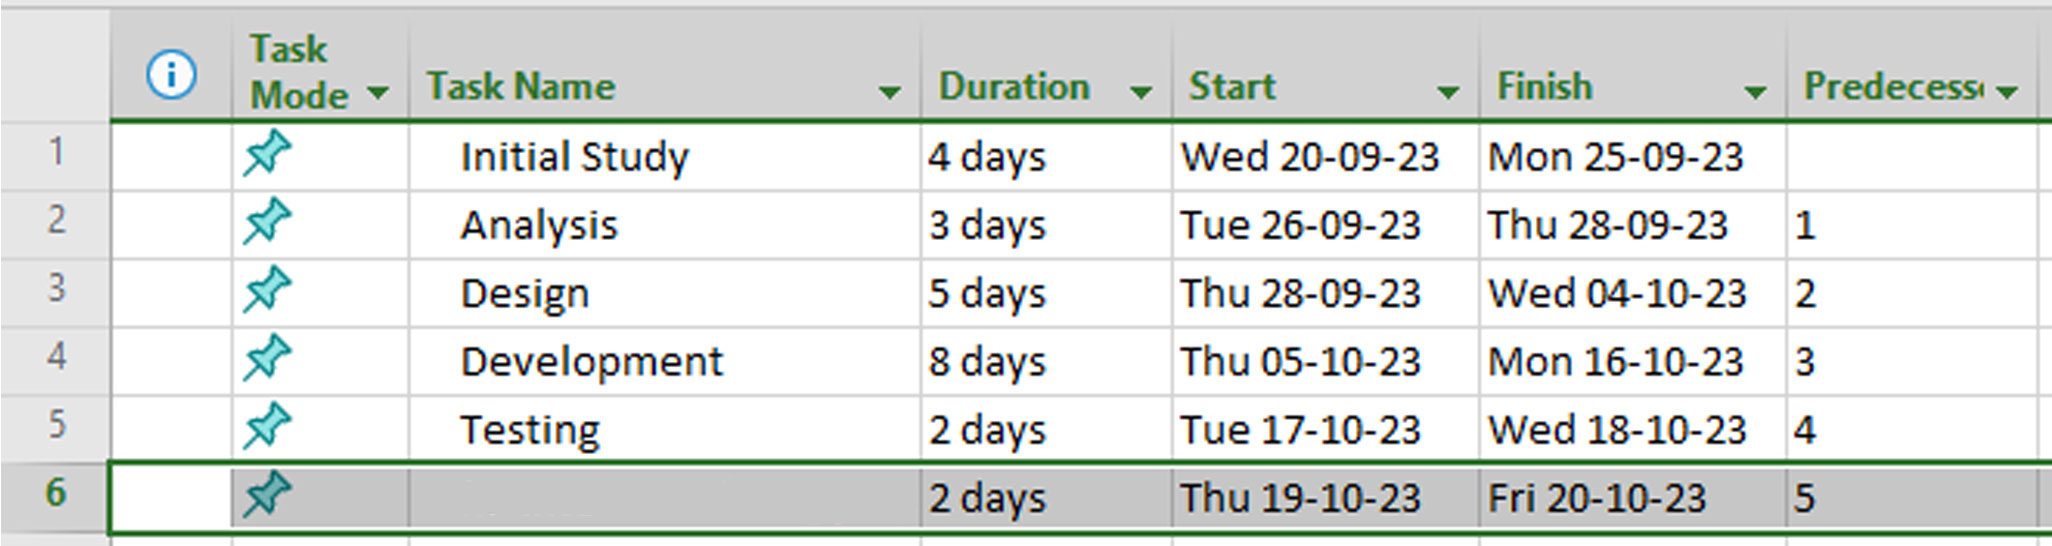 Task Mode Task Name Duration Start Finish Predecess
1 Initial Study 4 days Wed 20-09-23 Mon 25-09-23
2 Analysis 3 days Tue 26-09-23 Thu 28-09-23 1
3 Design 5 days Thu 28-09-23 Wed 04-10-23 2
4 Development 8 days Thu 05-10-23 Mon 16-10-23 3
5 Testing 2 days Tue 17-10-23 Wed 18-10-23 4
6 2 days Thu 19-10-23 Fri 20-10-23 5